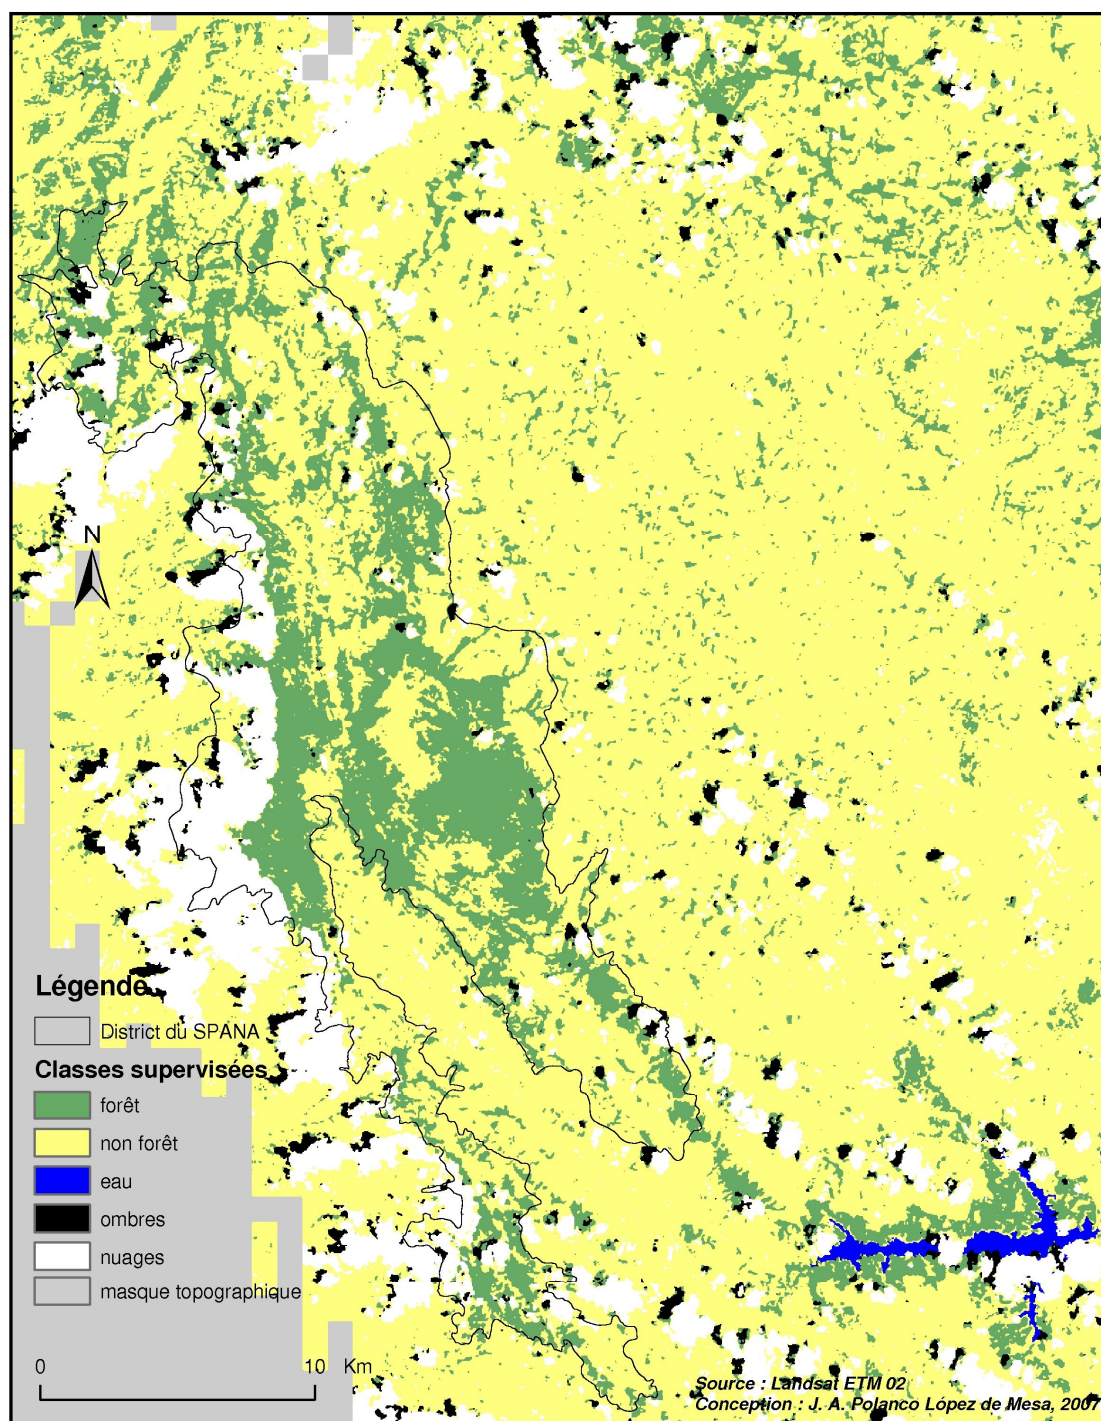 N
Légende
District du SPANA
Classes supervisées
forêt
non forêt
eau
ombres
nuages
masque topographique
0 10 Km
Source : Landsat ETM 02
Conception : J. A. Polanco López de Mesa, 2007